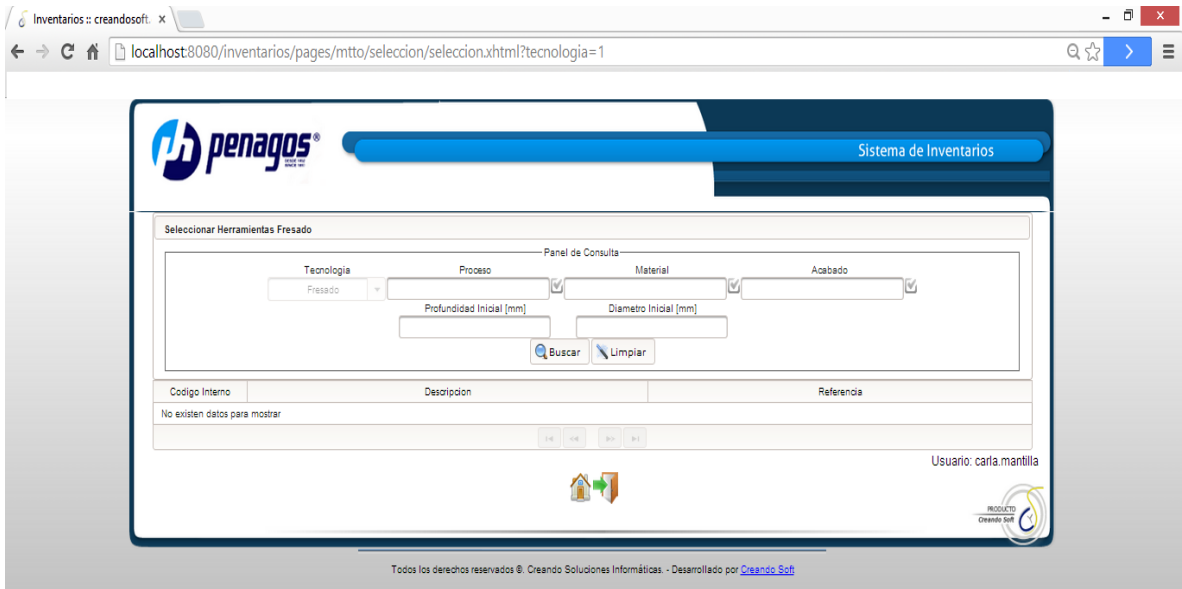 Inventarios :: creandosoft.
localhost:8080/inventarios/pages/mtto/seleccion/seleccion.xhtml?tecnologia=1
penagos®
Sistema de Inventarios
Seleccionar Herramientas Fresado
Panel de Consulta
Tecnologia Proceso Material Acabado
Fresado
Profundidad Inicial [mm] Diametro Inicial [mm]
Buscar Limpiar
Codigo Interno Descripcion Referencia
No existen datos para mostrar
Usuario: carla.mantilla
PRODUCTO
Creando Soft
Todos los derechos reservados ©. Creando Soluciones Informáticas. - Desarrollado por Creando Soft